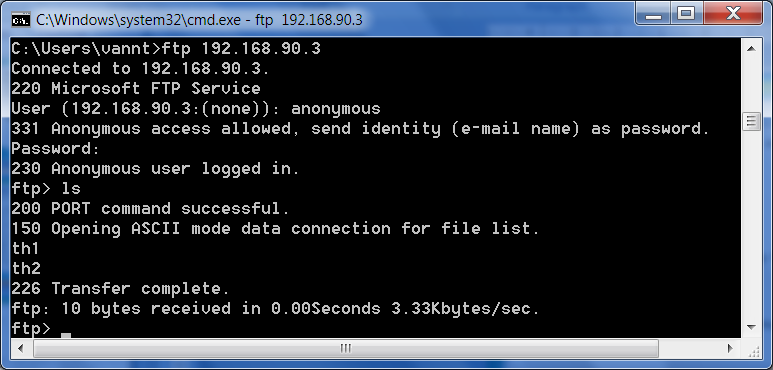 C:\Windows\system32\cmd.exe - ftp  192.168.90.3
C:\Users\vannt>ftp 192.168.90.3
Connected to 192.168.90.3.
220 Microsoft FTP Service
User (192.168.90.3:(none)): anonymous
331 Anonymous access allowed, send identity (e-mail name) as password.
Password:
230 Anonymous user logged in.
ftp> ls
200 PORT command successful.
150 Opening ASCII mode data connection for file list.
th1
th2
226 Transfer complete.
ftp: 10 bytes received in 0.00Seconds 3.33Kbytes/sec.
ftp> _